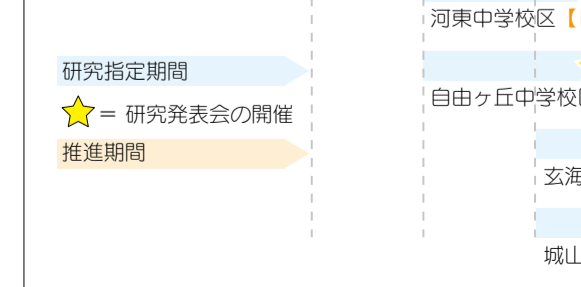 河東中学校区【
研究指定期間
自由ヶ丘中学校区
＝ 研究発表会の開催
推進期間
玄海
城山